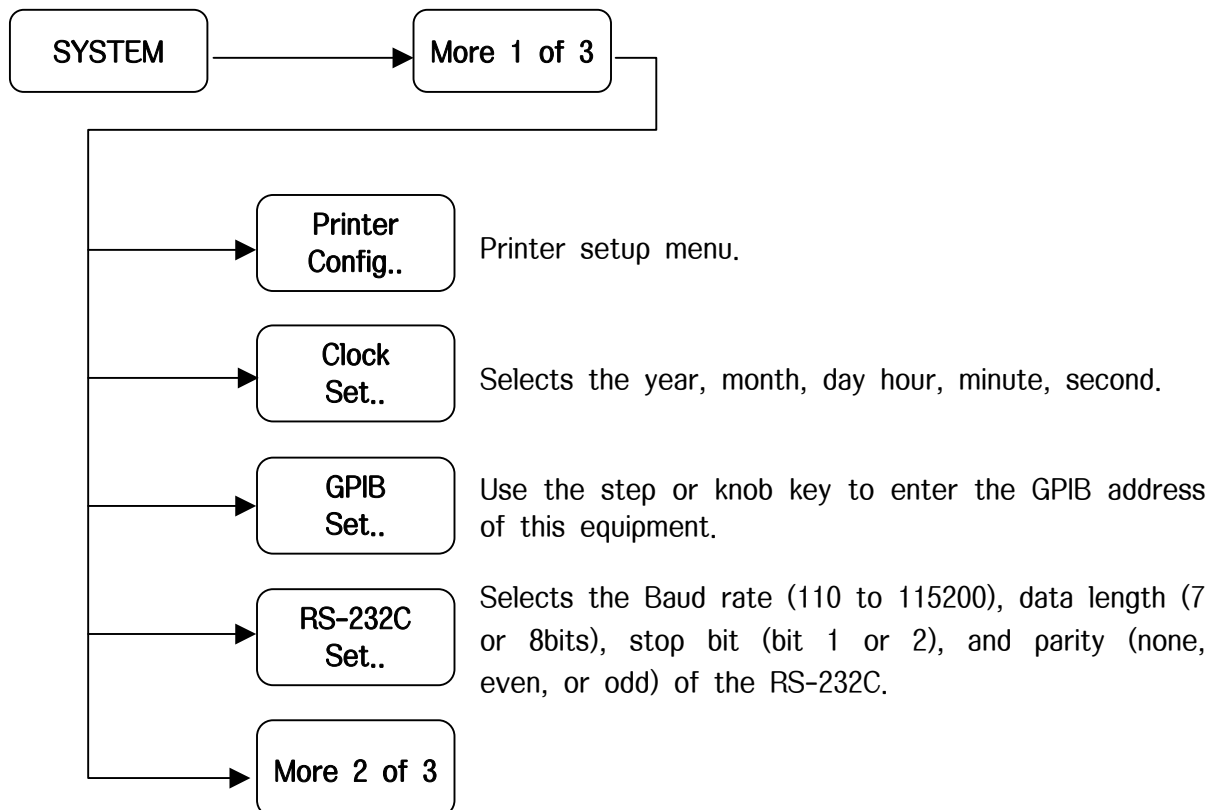 SYSTEM
More 1 of 3
Printer
Config..
Printer setup menu.
Clock
Set..
Selects the year, month, day hour, minute, second.
GPIB
Set..
Use the step or knob key to enter the GPIB address
of this equipment.
RS-232C
Set..
Selects the Baud rate (110 to 115200), data length (7
or 8bits), stop bit (bit 1 or 2), and parity (none,
even, or odd) of the RS-232C.
More 2 of 3